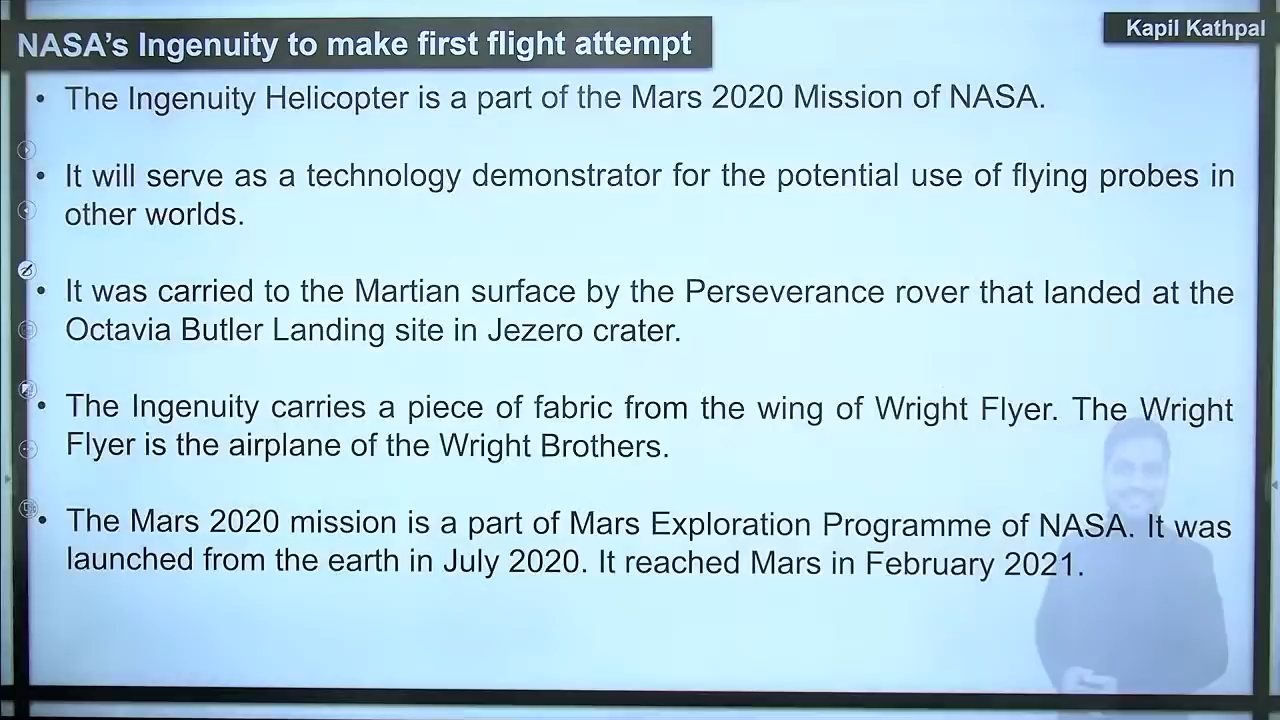 NASA's Ingenuity to make first flight attempt
Kapil Kathpal
• The Ingenuity Helicopter is a part of the Mars 2020 Mission of NASA.
• It will serve as a technology demonstrator for the potential use of flying probes in
other worlds.
• It was carried to the Martian surface by the Perseverance rover that landed at the
Octavia Butler Landing site in Jezero crater.
• The Ingenuity carries a piece of fabric from the wing of Wright Flyer. The Wright
Flyer is the airplane of the Wright Brothers.
• The Mars 2020 mission is a part of Mars Exploration Programme of NASA. It was
launched from the earth in July 2020. It reached Mars in February 2021.